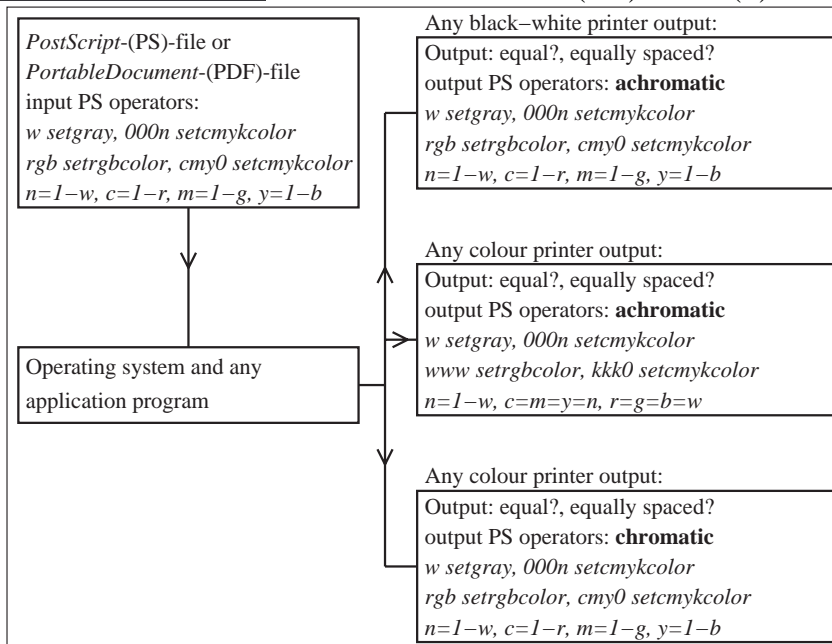 PostScript-(PS)-file or
PortableDocument-(PDF)-file
input PS operators:
w setgray, 000n setcmykcolor
rgb setrgbcolor, cmy0 setcmykcolor
n=1−w, c=1−r, m=1−g, y=1−b
Operating system and any
application program
Any black−white printer output:
Output: equal?, equally spaced?
output PS operators: achromatic
w setgray, 000n setcmykcolor
rgb setrgbcolor, cmy0 setcmykcolor
n=1−w, c=1−r, m=1−g, y=1−b
Any colour printer output:
Output: equal?, equally spaced?
output PS operators: achromatic
w setgray, 000n setcmykcolor
www setrgbcolor, kkk0 setcmykcolor
n=1−w, c=m=y=n, r=g=b=w
Any colour printer output:
Output: equal?, equally spaced?
output PS operators: chromatic
w setgray, 000n setcmykcolor
rgb setrgbcolor, cmy0 setcmykcolor
n=1−w, c=1−r, m=1−g, y=1−b